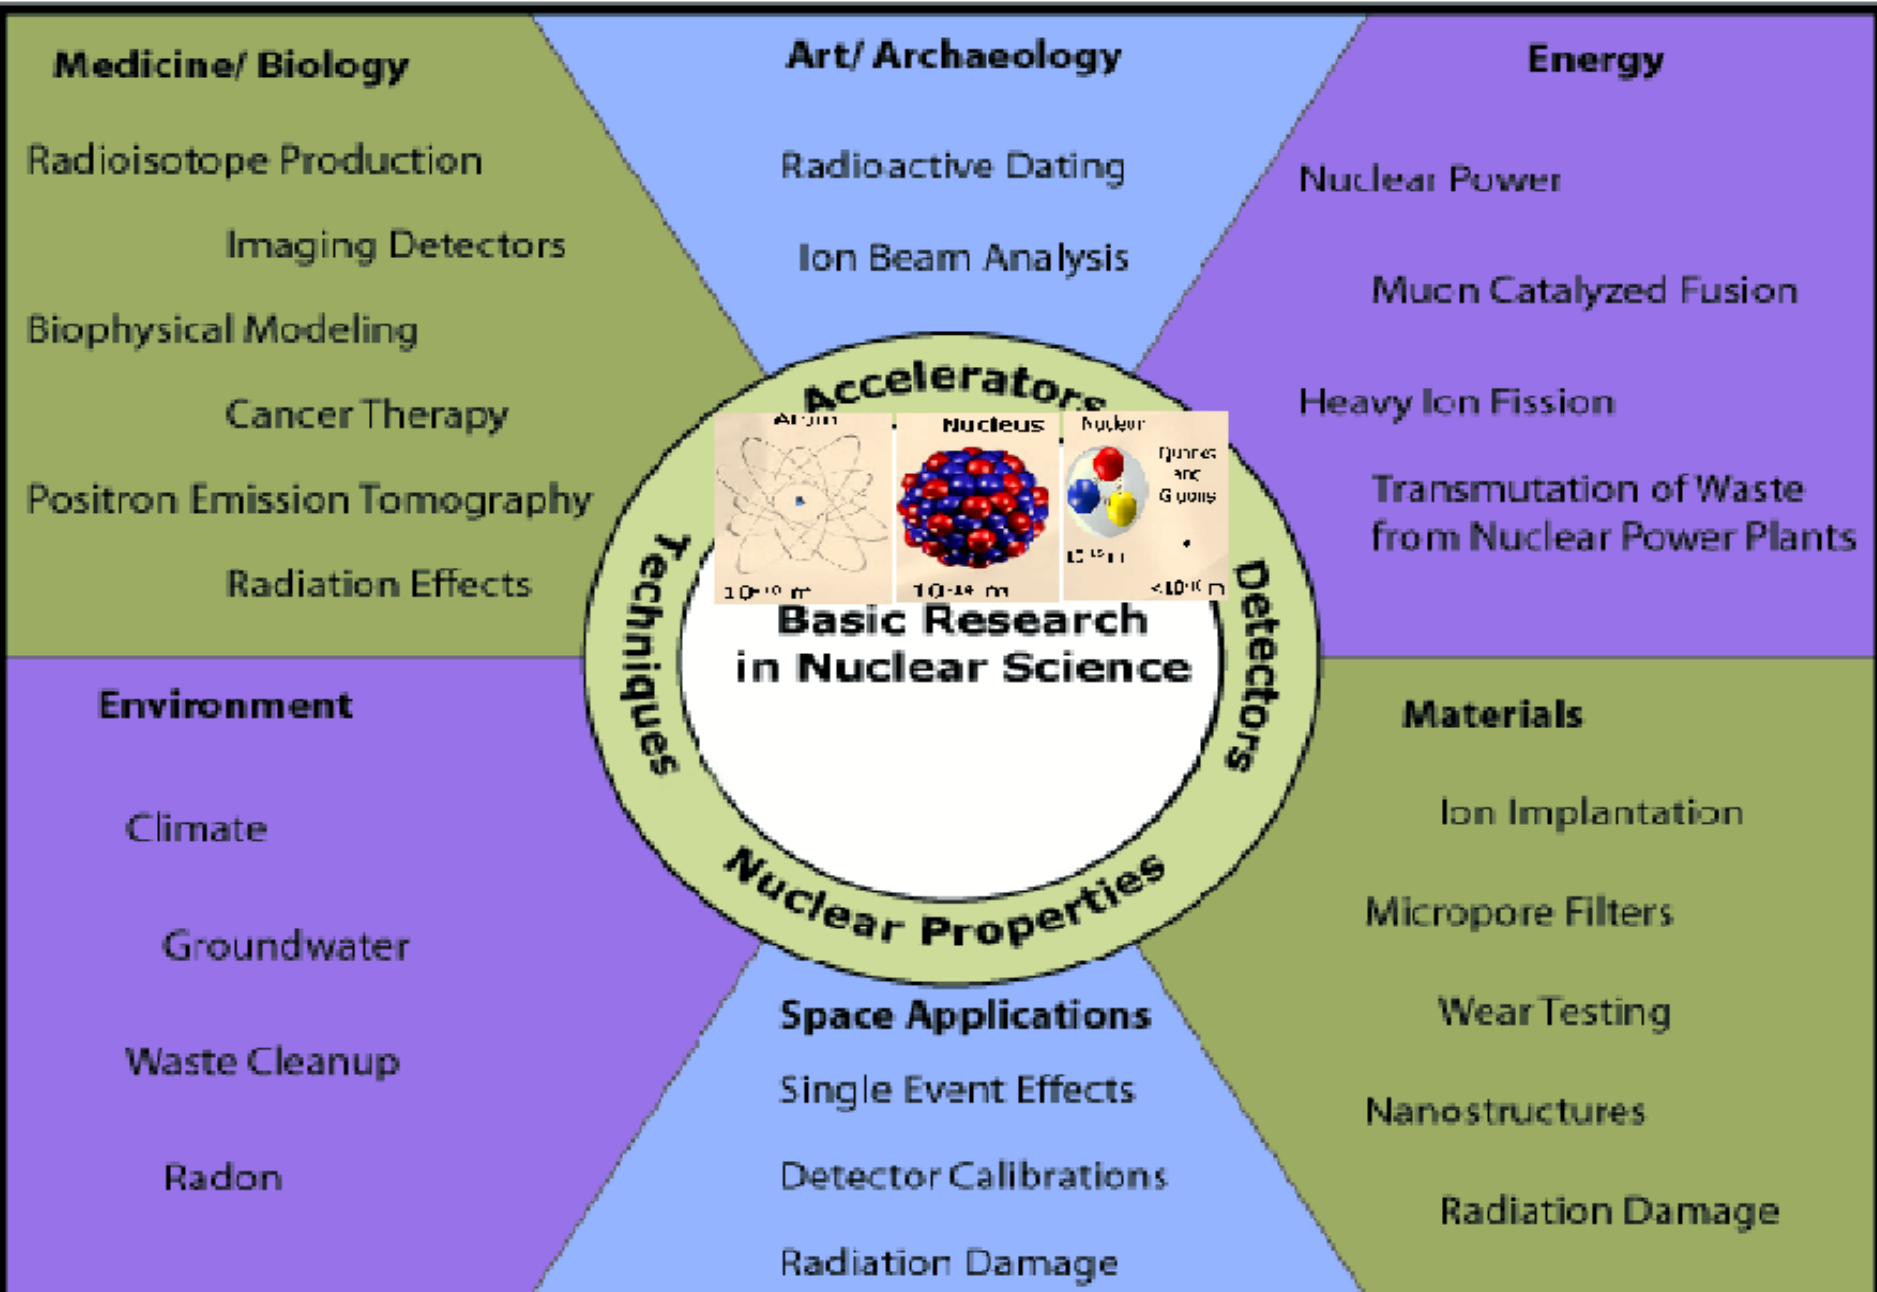 Medicine/ Biology
Radioisotope Production
Imaging Detectors
Biophysical Modeling
Cancer Therapy
Positron Emission Tomography
Radiation Effects
Art/ Archaeology
Radioactive Dating
Ion Beam Analysis
Energy
Nuclear Power
Muon Catalyzed Fusion
Heavy Ion Fission
Transmutation of Waste
from Nuclear Power Plants
Accelerators
Techniques
Detectors
Nuclear Properties
Nucleus
and
10⁻¹⁴ m
Basic Research
in Nuclear Science
Environment
Climate
Groundwater
Waste Cleanup
Radon
Space Applications
Single Event Effects
Detector Calibrations
Radiation Damage
Materials
Ion Implantation
Micropore Filters
Wear Testing
Nanostructures
Radiation Damage